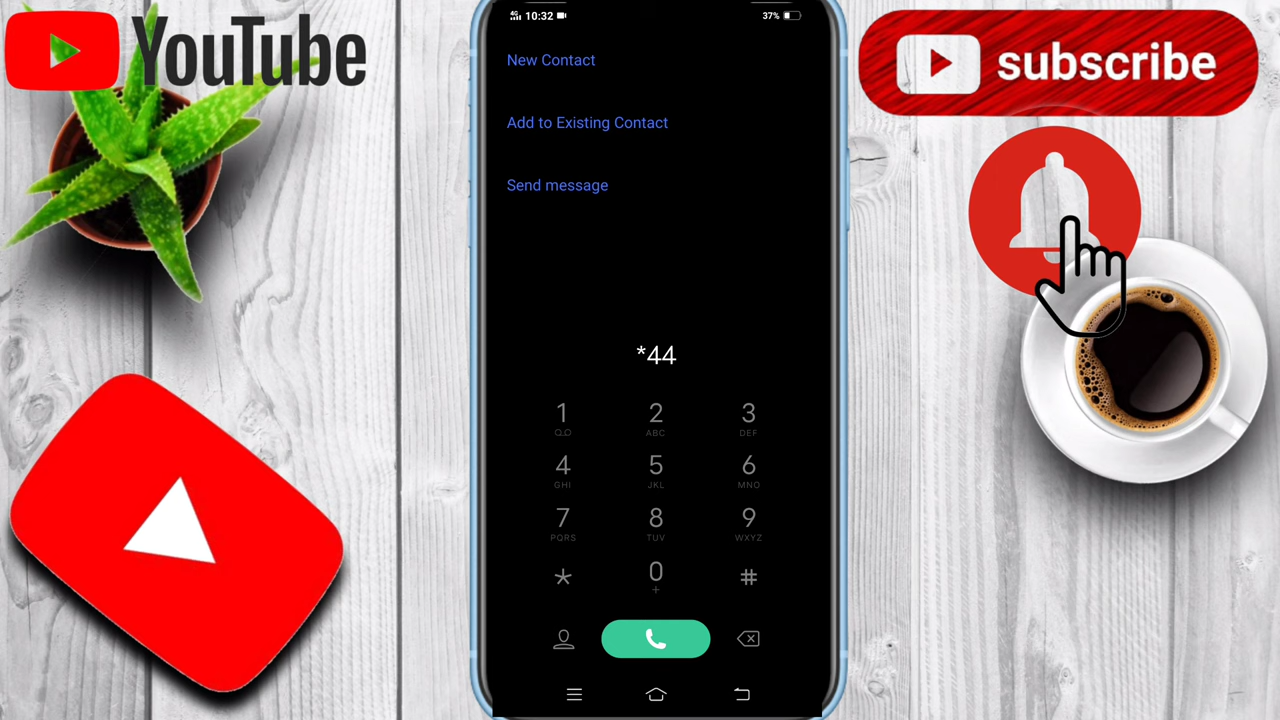 YouTube
subscribe
4G 10:32
37%
New Contact
Add to Existing Contact
Send message
*44
1 2 3
ABC DEF
4 5 6
GHI JKL MNO
7 8 9
PQRS TUV WXYZ
* 0 #
+